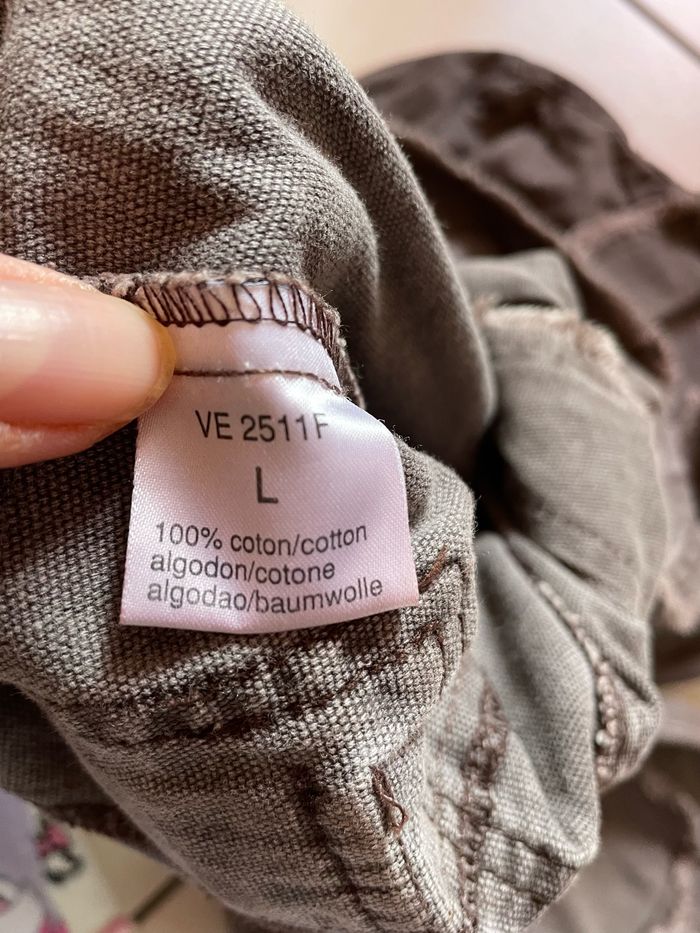 VE 2511F
L
100% coton/cotton
algodon/cotone
algodao/baumwolle